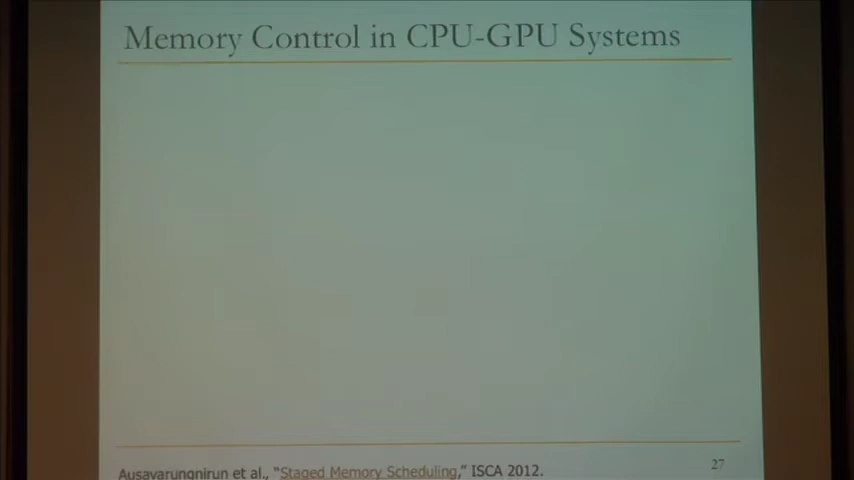 Memory Control in CPU-GPU Systems
27
Ausavarungnirun et al., "Staged Memory Scheduling," ISCA 2012.